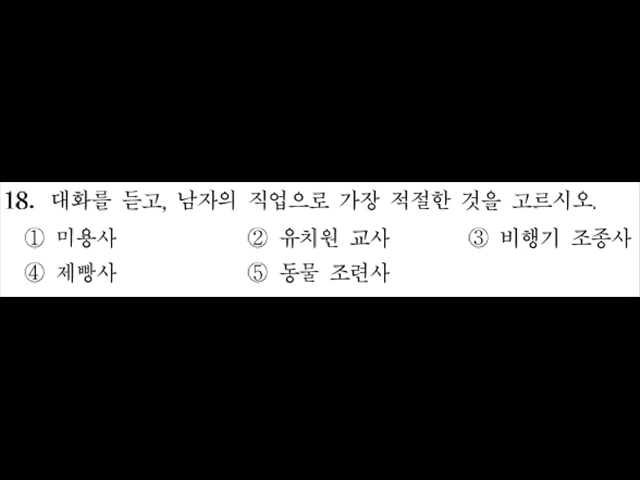 18. 대화를 듣고, 남자의 직업으로 가장 적절한 것을 고르시오.
① 미용사 ② 유치원 교사 ③ 비행기 조종사
④ 제빵사 ⑤ 동물 조련사